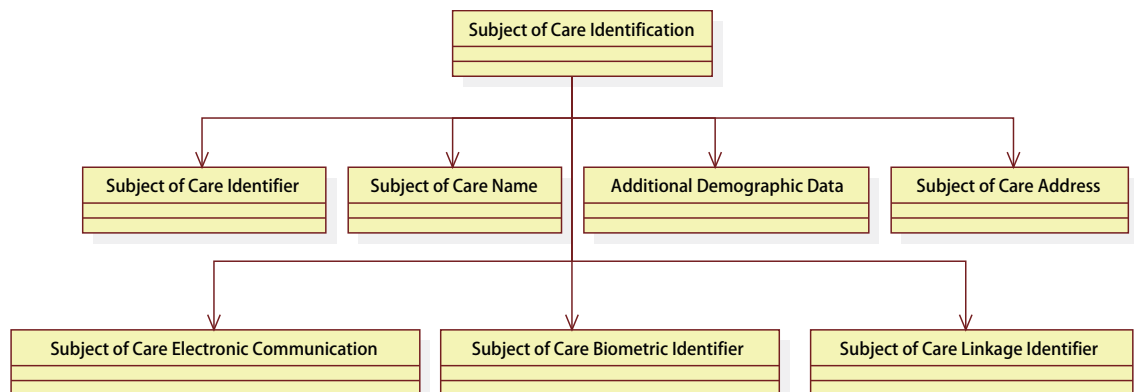 Subject of Care Identification
Subject of Care Identifier
Subject of Care Name
Additional Demographic Data
Subject of Care Address
Subject of Care Electronic Communication
Subject of Care Biometric Identifier
Subject of Care Linkage Identifier